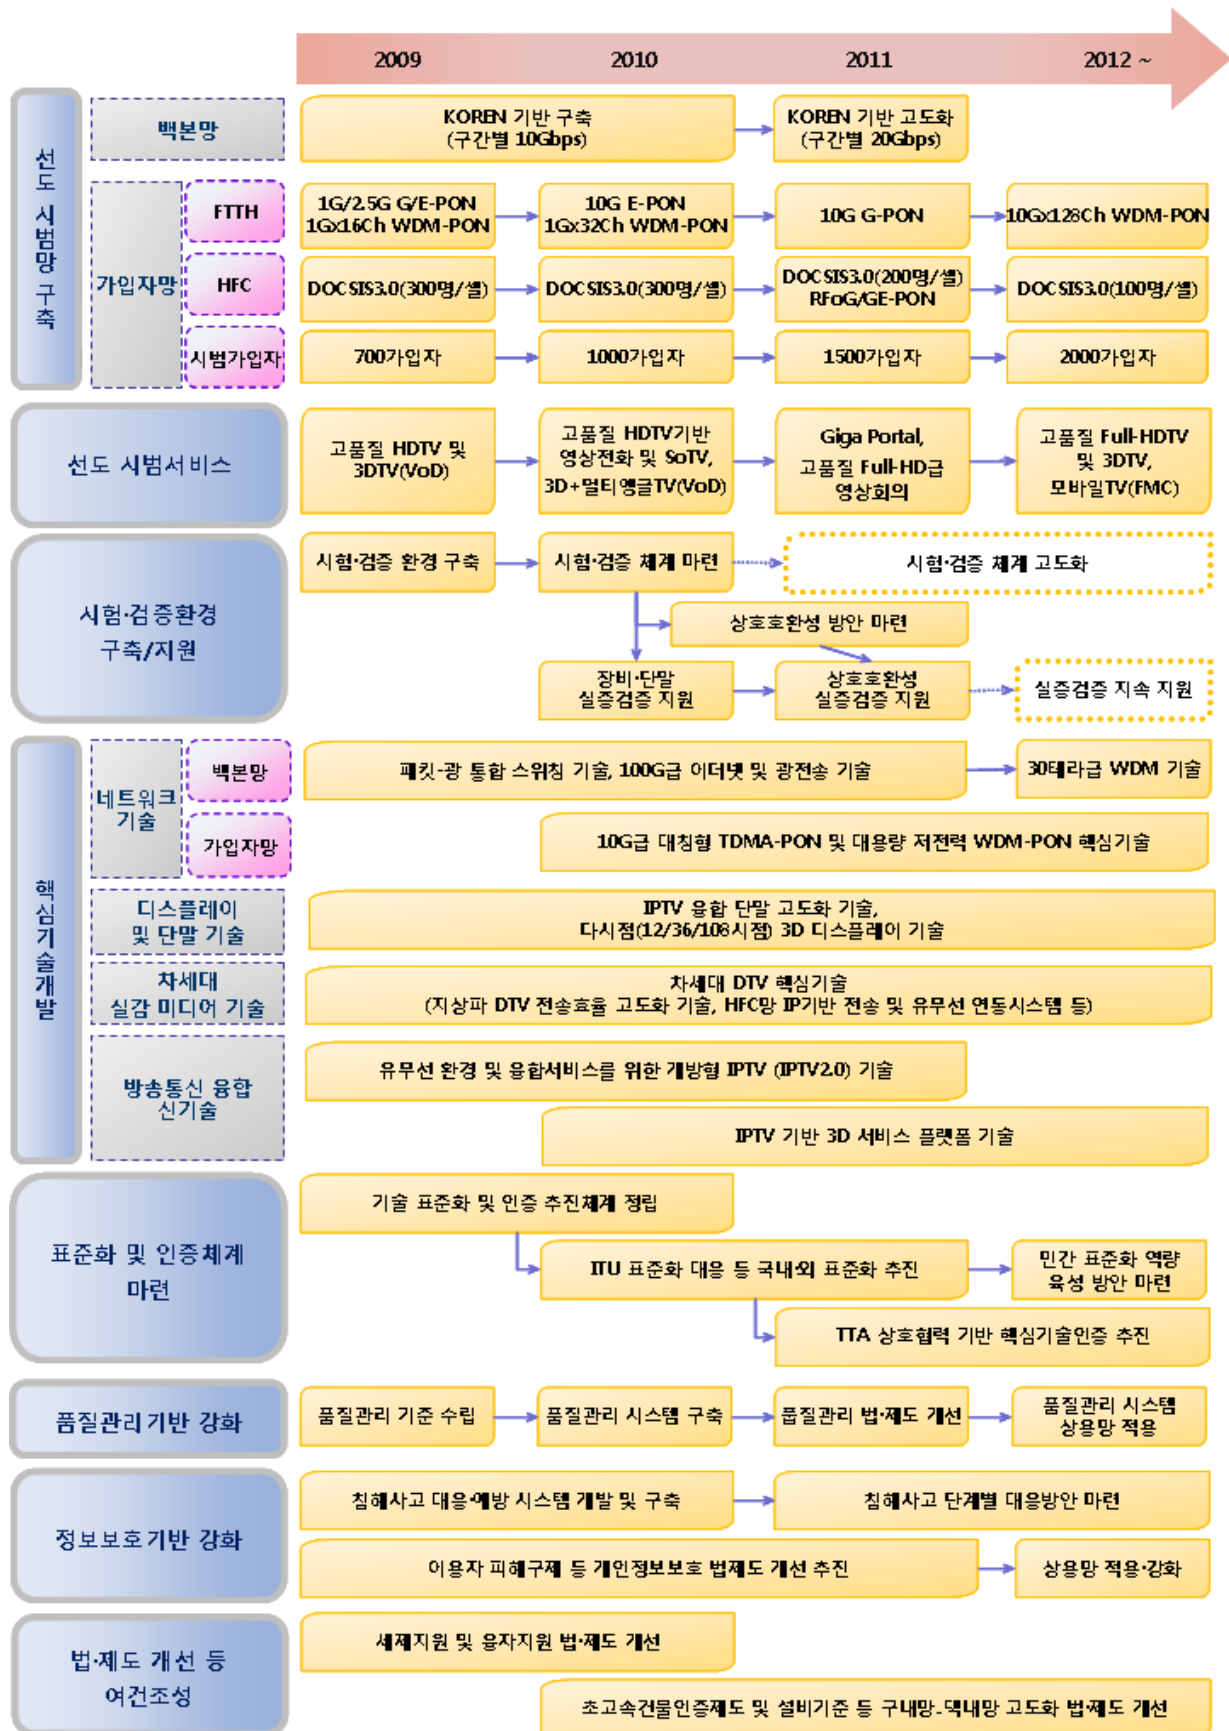 2009 2010 2011 2012 ~
선도 시범망 구축
백본망
KOREN 기반 구축
(구간별 10Gbps)
KOREN 기반 고도화
(구간별 20Gbps)
가입자망
FTTH
1G/2.5G G/E-PON
1Gx16Ch WDM-PON
10G E-PON
1Gx32Ch WDM-PON
10G G-PON
10Gx128Ch WDM-PON
HFC
DOCSIS3.0(300명/셀)
DOCSIS3.0(300명/셀)
DOCSIS3.0(200명/셀)
RFoG/GE-PON
DOCSIS3.0(100명/셀)
시범가입자
700가입자
1000가입자
1500가입자
2000가입자
선도 시범서비스
고품질 HDTV 및
3DTV(VoD)
고품질 HDTV기반
영상전화 및 SoTV,
3D+멀티앵글TV(VoD)
Giga Portal,
고품질 Full-HD급
영상회의
고품질 Full-HDTV
및 3DTV,
모바일TV(FMC)
시험·검증환경
구축/지원
시험·검증 환경 구축
시험·검증 체계 마련
시험·검증 체계 고도화
상호호환성 방안 마련
장비·단말
실증검증 지원
상호호환성
실증검증 지원
실증검증 지속 지원
핵심기술개발
네트워크
기술
백본망
패킷-광 통합 스위칭 기술, 100G급 이더넷 및 광전송 기술
30테라급 WDM 기술
가입자망
10G급 대칭형 TDMA-PON 및 대용량 저전력 WDM-PON 핵심기술
디스플레이
및 단말 기술
IPTV 융합 단말 고도화 기술,
다시점(12/36/108시점) 3D 디스플레이 기술
차세대
실감 미디어 기술
차세대 DTV 핵심기술
(지상파 DTV 전송효율 고도화 기술, HFC망 IP기반 전송 및 유무선 연동시스템 등)
방송통신 융합
신기술
유무선 환경 및 융합서비스를 위한 개방형 IPTV (IPTV2.0) 기술
IPTV 기반 3D 서비스 플랫폼 기술
표준화 및 인증체계
마련
기술 표준화 및 인증 추진체계 정립
ITU 표준화 대응 등 국내외 표준화 추진
민간 표준화 역량
육성 방안 마련
TTA 상호협력 기반 핵심기술인증 추진
품질관리기반 강화
품질관리 기준 수립
품질관리 시스템 구축
품질관리 법·제도 개선
품질관리 시스템
상용망 적용
정보보호기반 강화
침해사고 대응·예방 시스템 개발 및 구축
침해사고 단계별 대응방안 마련
이용자 피해구제 등 개인정보보호 법제도 개선 추진
상용망 적용·강화
법·제도 개선 등
여건조성
세제지원 및 융자지원 법·제도 개선
초고속건물인증제도 및 설비기준 등 구내망-댁내망 고도화 법·제도 개선